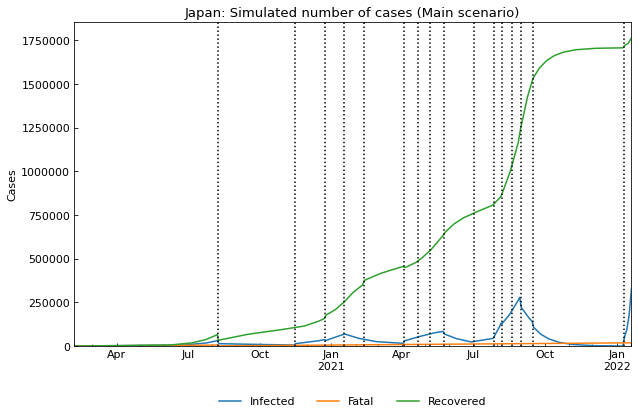 Japan: Simulated number of cases (Main scenario)
1750000
1500000
1250000
1000000
750000
500000
250000
0
Cases
Apr Jul Oct Jan Apr Jul Oct Jan
2021 2022
Infected Fatal Recovered